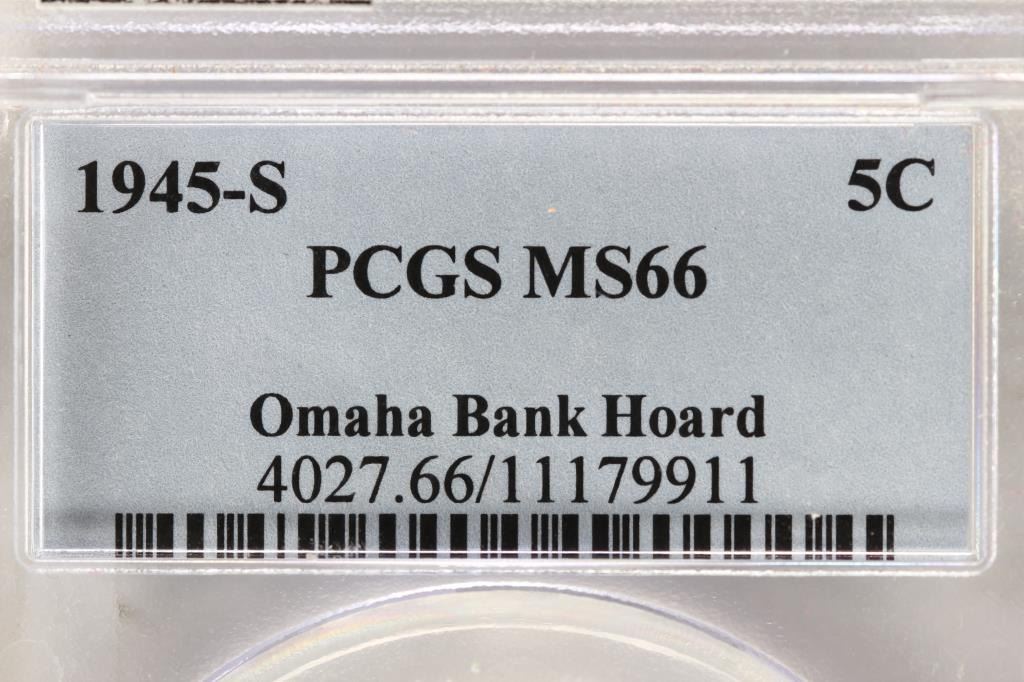 1945-S 5C
PCGS MS66
Omaha Bank Hoard
4027.66/11179911